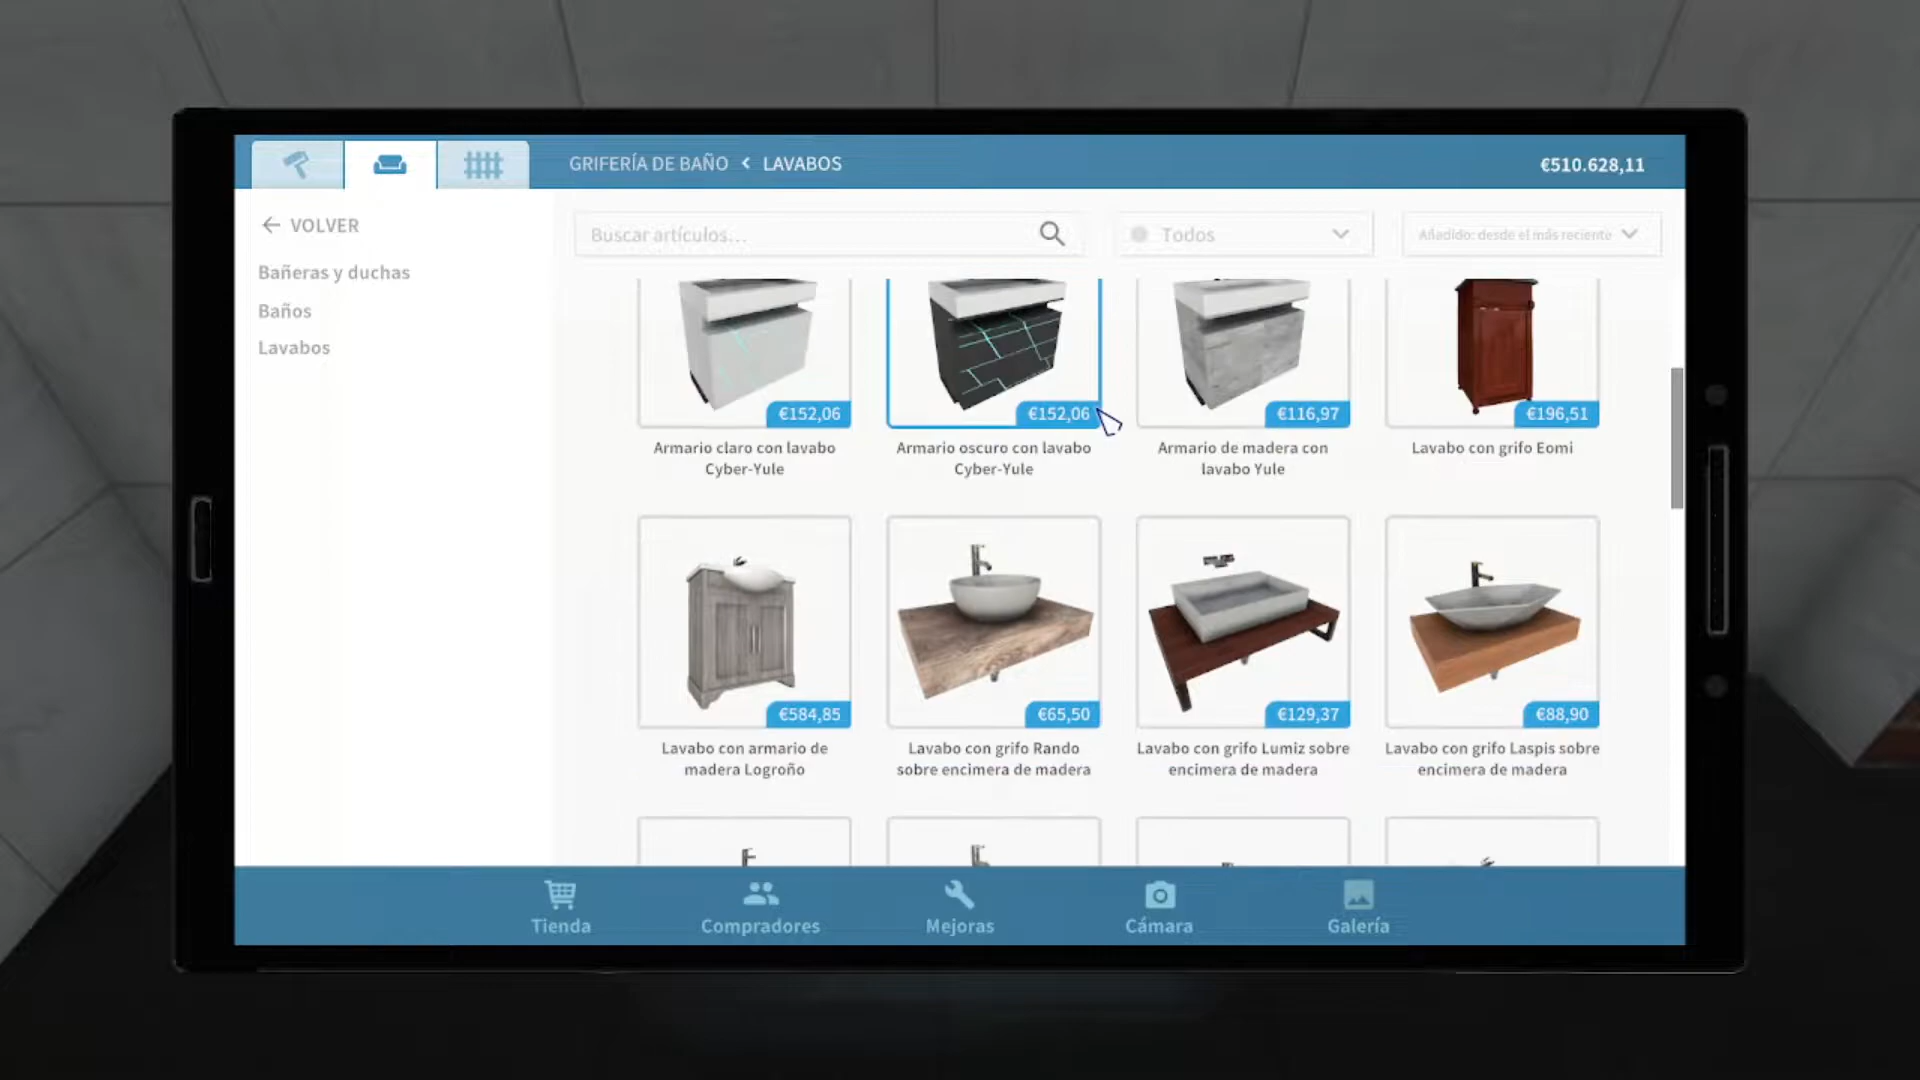 GRIFERÍA DE BAÑO < LAVABOS
€510.628,11
VOLVER
Bañeras y duchas
Baños
Lavabos
Buscar artículos...
Todos
Añadido: desde el más reciente
€152,06
€152,06
€116,97
€196,51
Armario claro con lavabo
Cyber-Yule
Armario oscuro con lavabo
Cyber-Yule
Armario de madera con
lavabo Yule
Lavabo con grifo Eomi
€584,85
€65,50
€129,37
€88,90
Lavabo con armario de
madera Logroño
Lavabo con grifo Rando
sobre encimera de madera
Lavabo con grifo Lumiz sobre
encimera de madera
Lavabo con grifo Laspis sobre
encimera de madera
Tienda
Compradores
Mejoras
Cámara
Galería